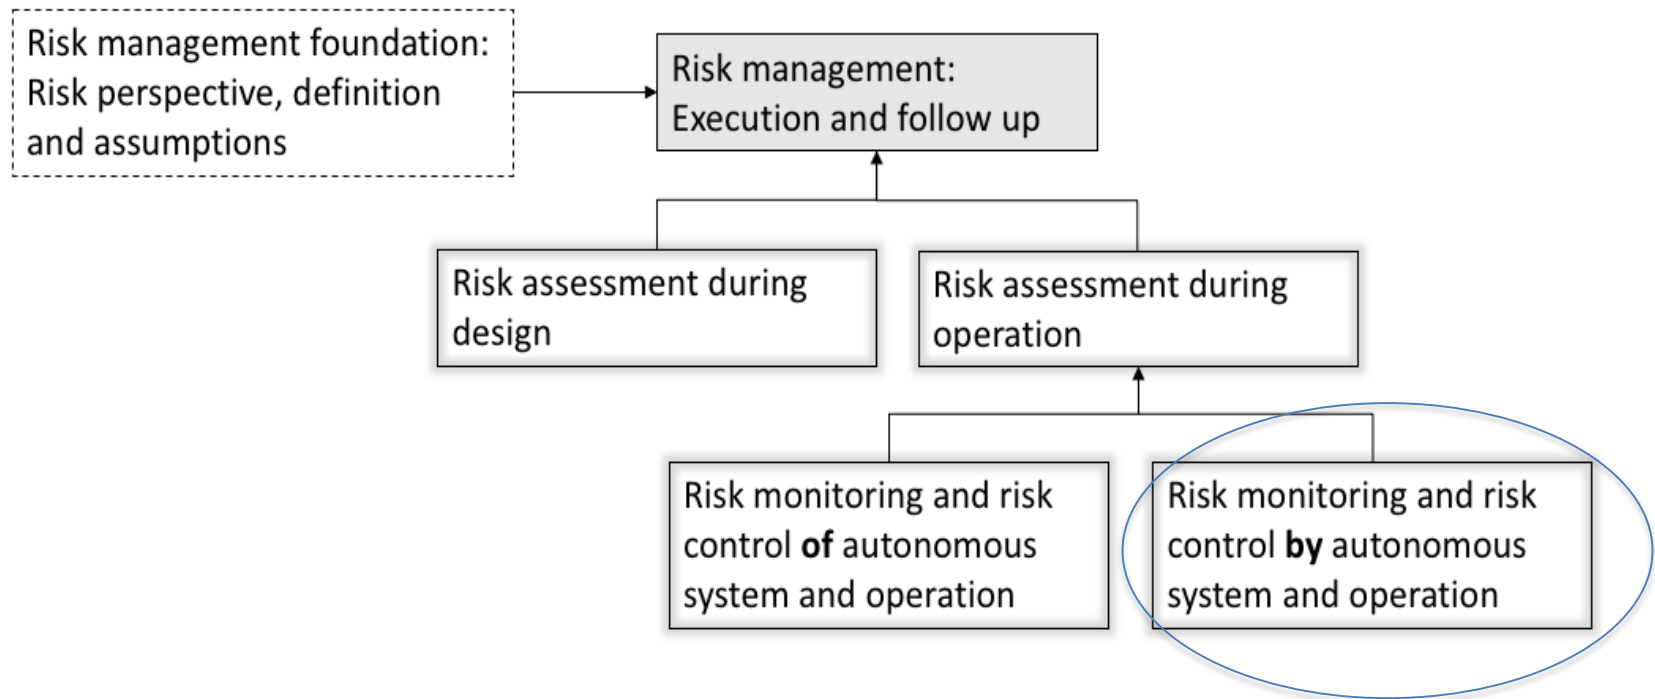 Risk management foundation:
Risk perspective, definition
and assumptions
Risk management:
Execution and follow up
Risk assessment during
design
Risk assessment during
operation
Risk monitoring and risk
control of autonomous
system and operation
Risk monitoring and risk
control by autonomous
system and operation